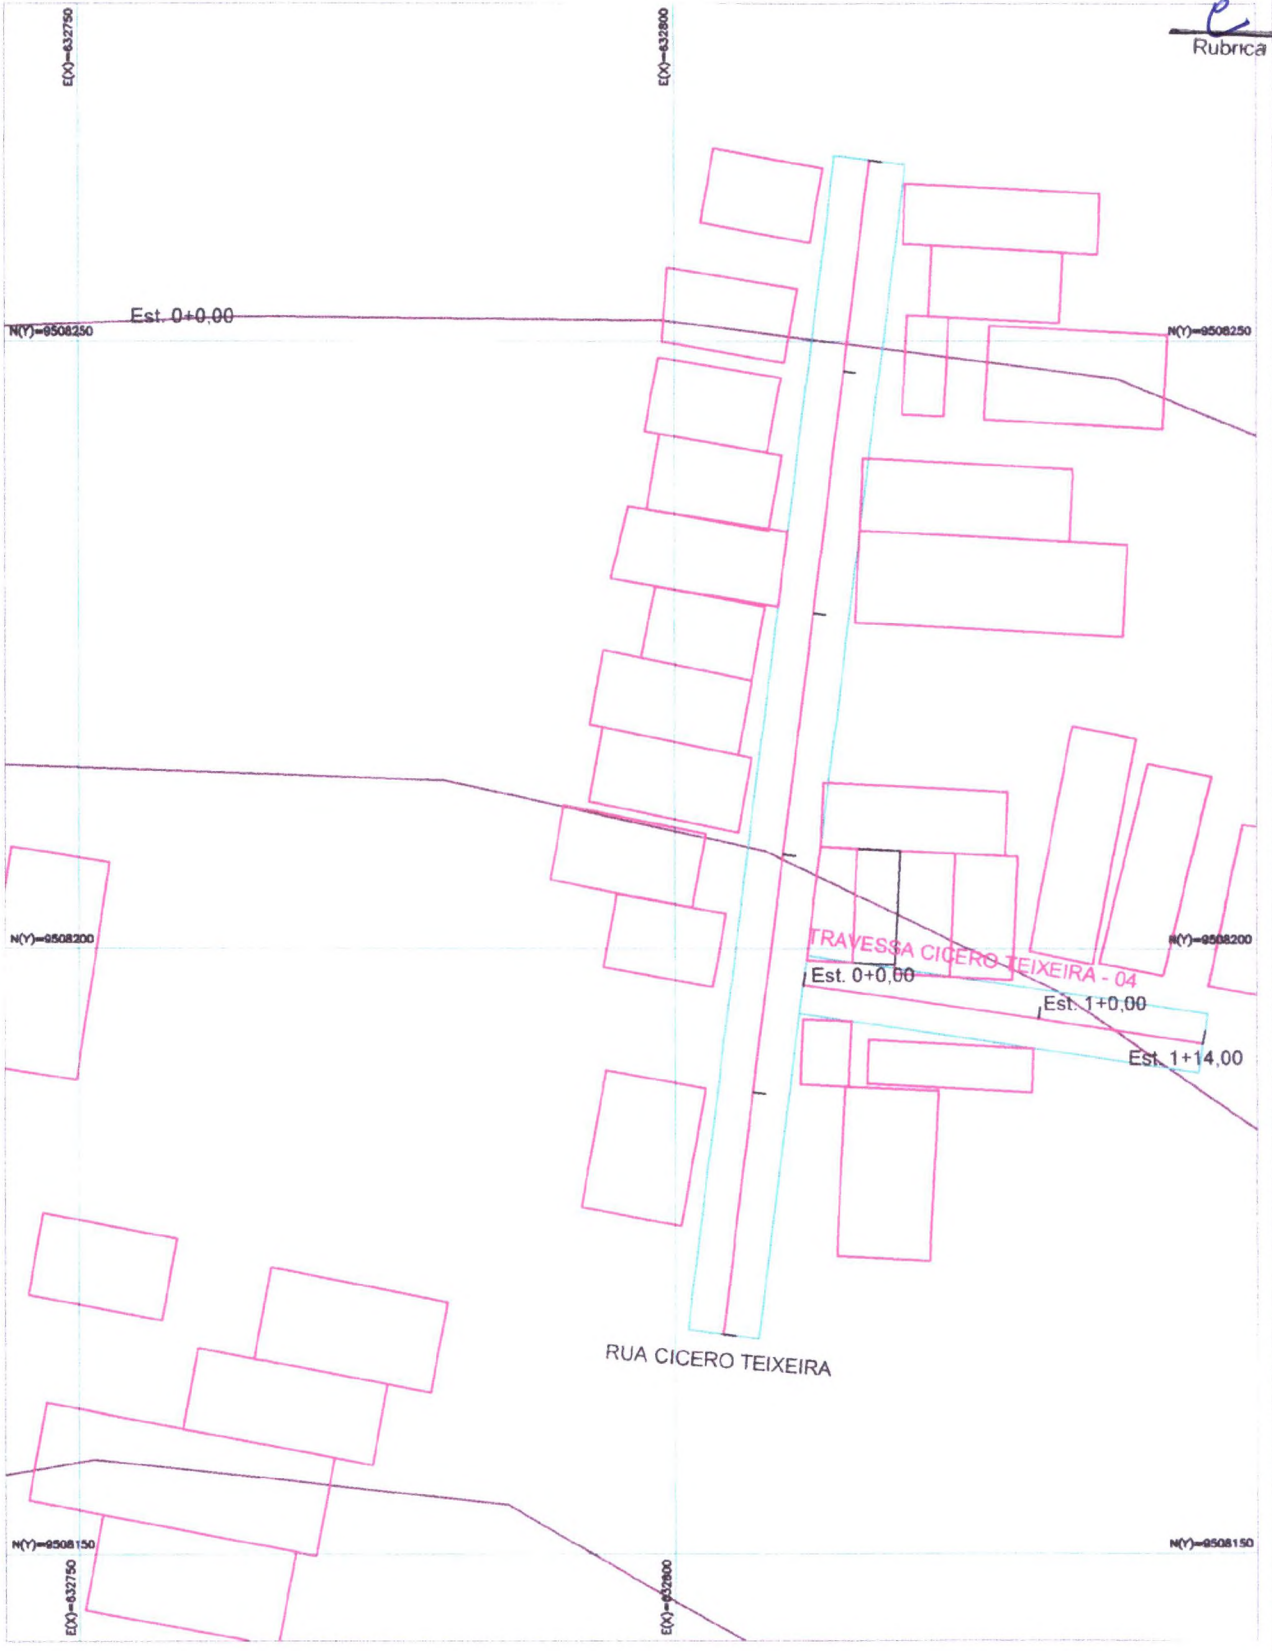 E(X)=632750
E(X)=632800
Rubrica
Est. 0+0,00
N(Y)=9508250
N(Y)=9508250
N(Y)=9508200
TRAVESSA CICERO TEIXEIRA - 04
N(Y)=9508200
Est. 0+0,00
Est. 1+0,00
Est. 1+14,00
RUA CICERO TEIXEIRA
N(Y)=9508150
N(Y)=9508150
E(X)=632750
E(X)=632800